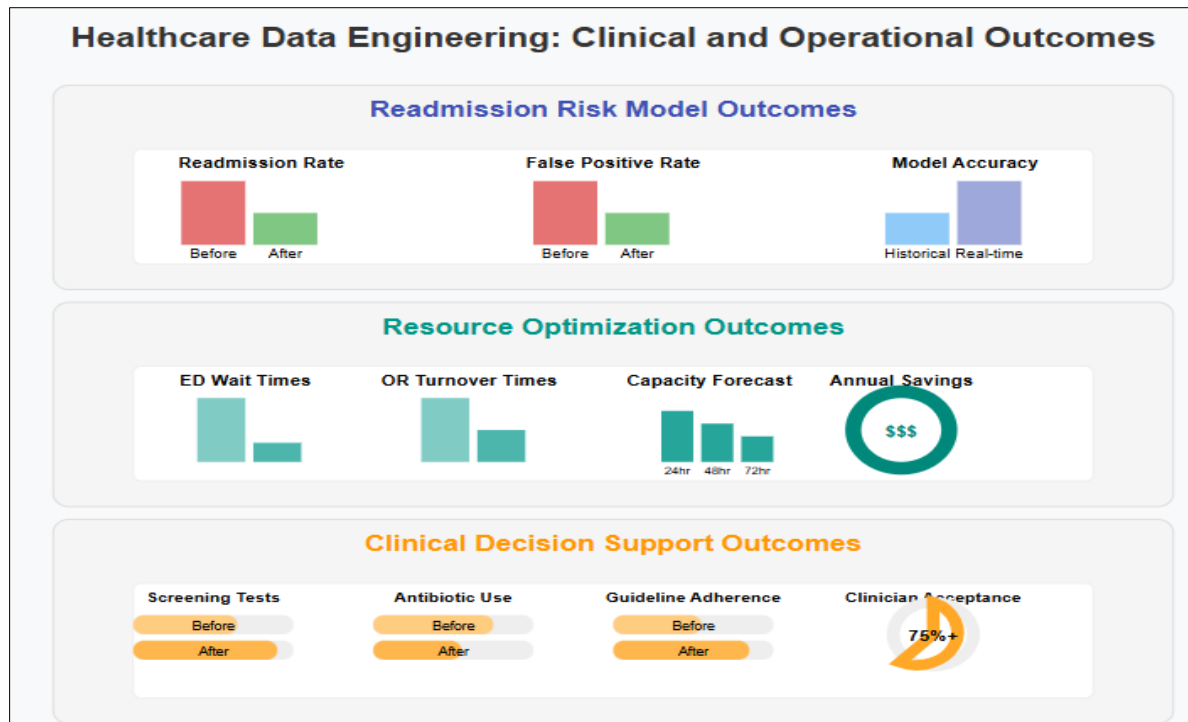 Healthcare Data Engineering: Clinical and Operational Outcomes
Readmission Risk Model Outcomes
Readmission Rate
False Positive Rate
Model Accuracy
Before
After
Before
After
Historical
Real-time
Resource Optimization Outcomes
ED Wait Times
OR Turnover Times
Capacity Forecast
Annual Savings
$$$
24hr
48hr
72hr
Clinical Decision Support Outcomes
Screening Tests
Antibiotic Use
Guideline Adherence
Clinician Acceptance
Before
Before
Before
75%+
After
After
After